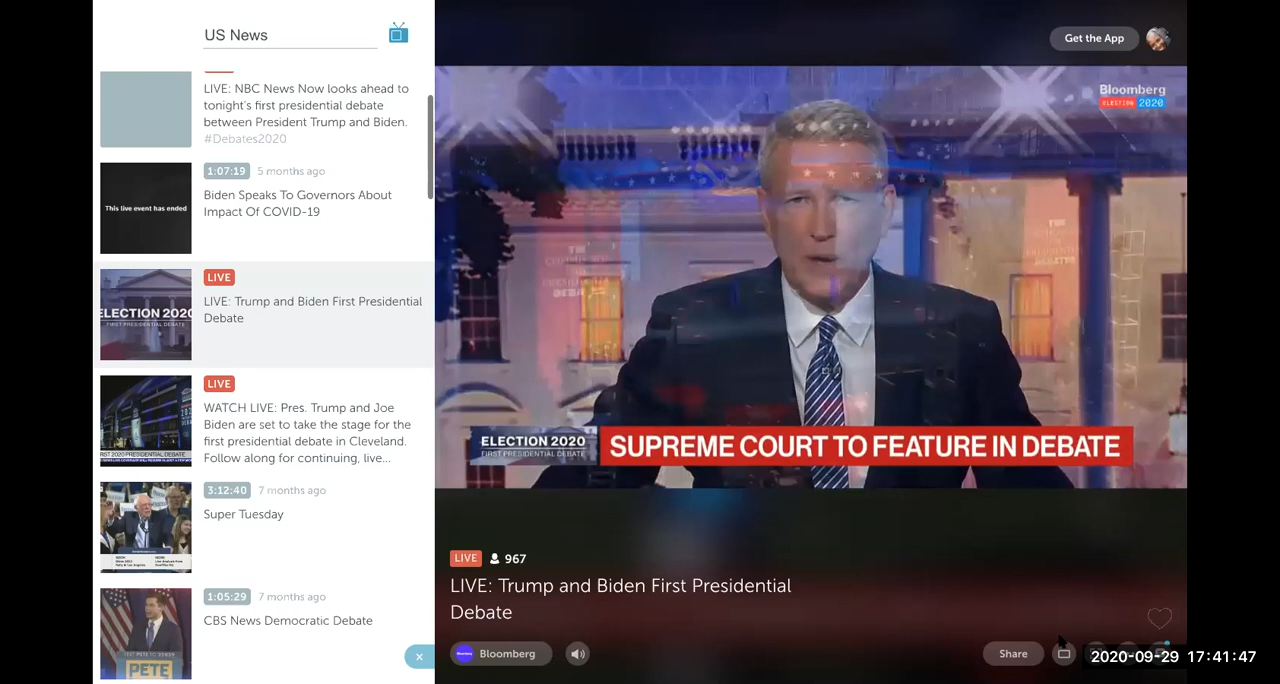 US News
LIVE: NBC News Now looks ahead to
tonight's first presidential debate
between President Trump and Biden.
#Debates2020
This live event has ended
1:07:19 5 months ago
Biden Speaks To Governors About
Impact Of COVID-19
ELECTION 2020
FIRST PRESIDENTIAL DEBATE
LIVE
LIVE: Trump and Biden First Presidential
Debate
LIVE
WATCH LIVE: Pres. Trump and Joe
Biden are set to take the stage for the
first presidential debate in Cleveland.
Follow along for continuing, live...
3:12:40 7 months ago
Super Tuesday
1:05:29 7 months ago
CBS News Democratic Debate
PETE
Get the App
Bloomberg
ELECTION 2020
ELECTION 2020
FIRST PRESIDENTIAL DEBATE
SUPREME COURT TO FEATURE IN DEBATE
LIVE 967
LIVE: Trump and Biden First Presidential
Debate
Bloomberg
Share
2020-09-29 17:41:47